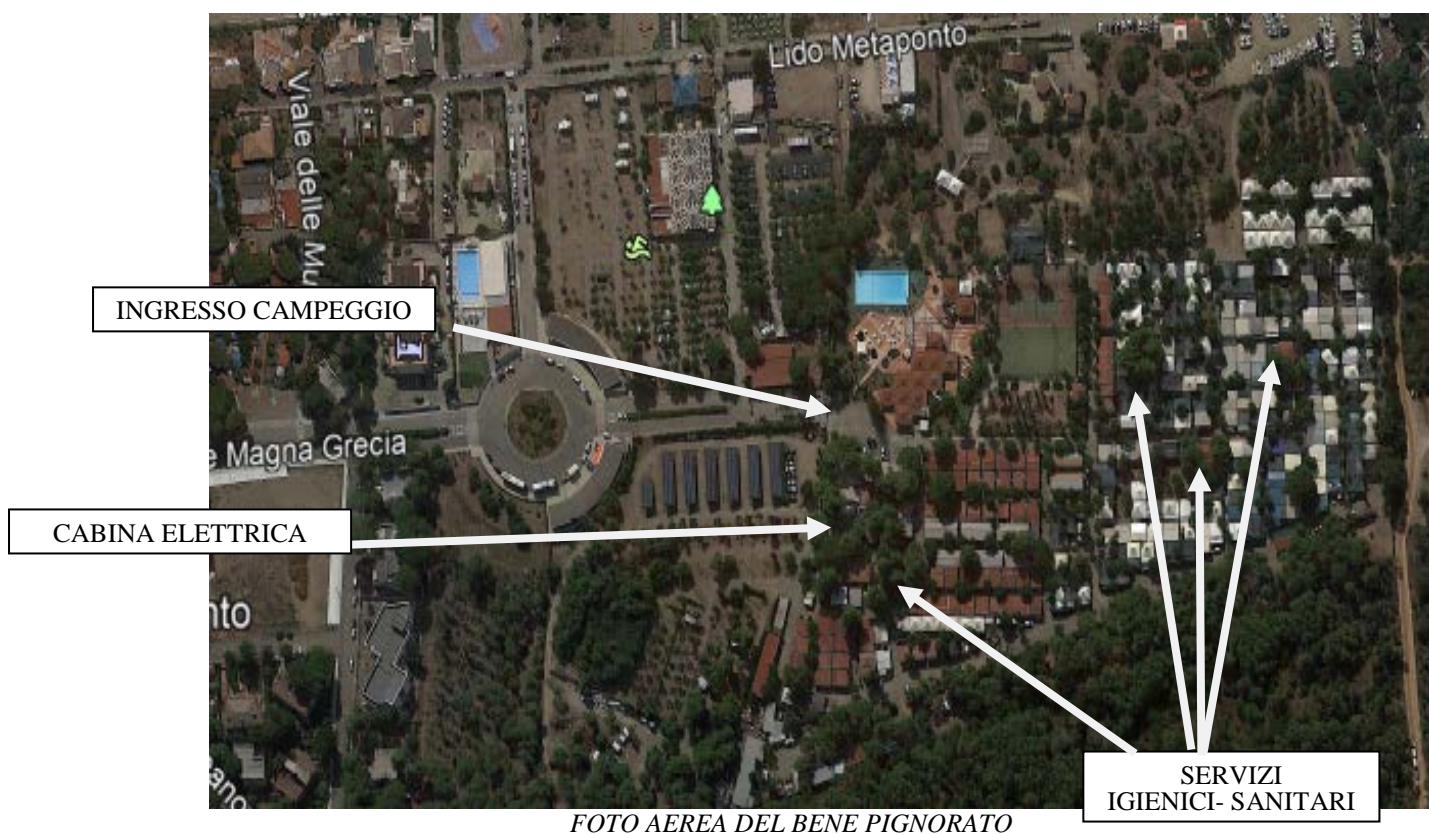 Lido Metaponto
Viale delle Mu
INGRESSO CAMPEGGIO
e Magna Grecia
CABINA ELETTRICA
nto
SERVIZI
IGIENICI- SANITARI
FOTO AEREA DEL BENE PIGNORATO